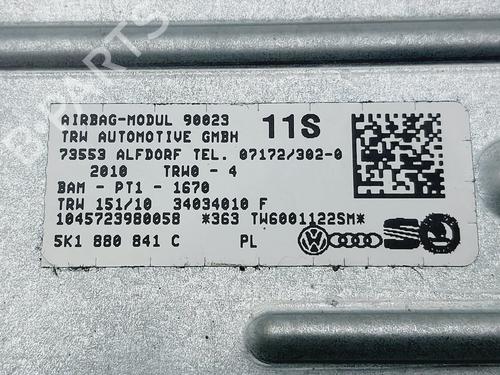 B-PARTS
AIRBAG-MODUL 90023
TRW AUTOMOTIVE GMBH
11S
73553 ALFDORF TEL. 07172/302-0
2010 TRW0 - 4
BAM - PT1 - 1670
TRW 151/10 34034010 F
1045723980058 *363 TW6001122SM*
5K1 880 841 C PL